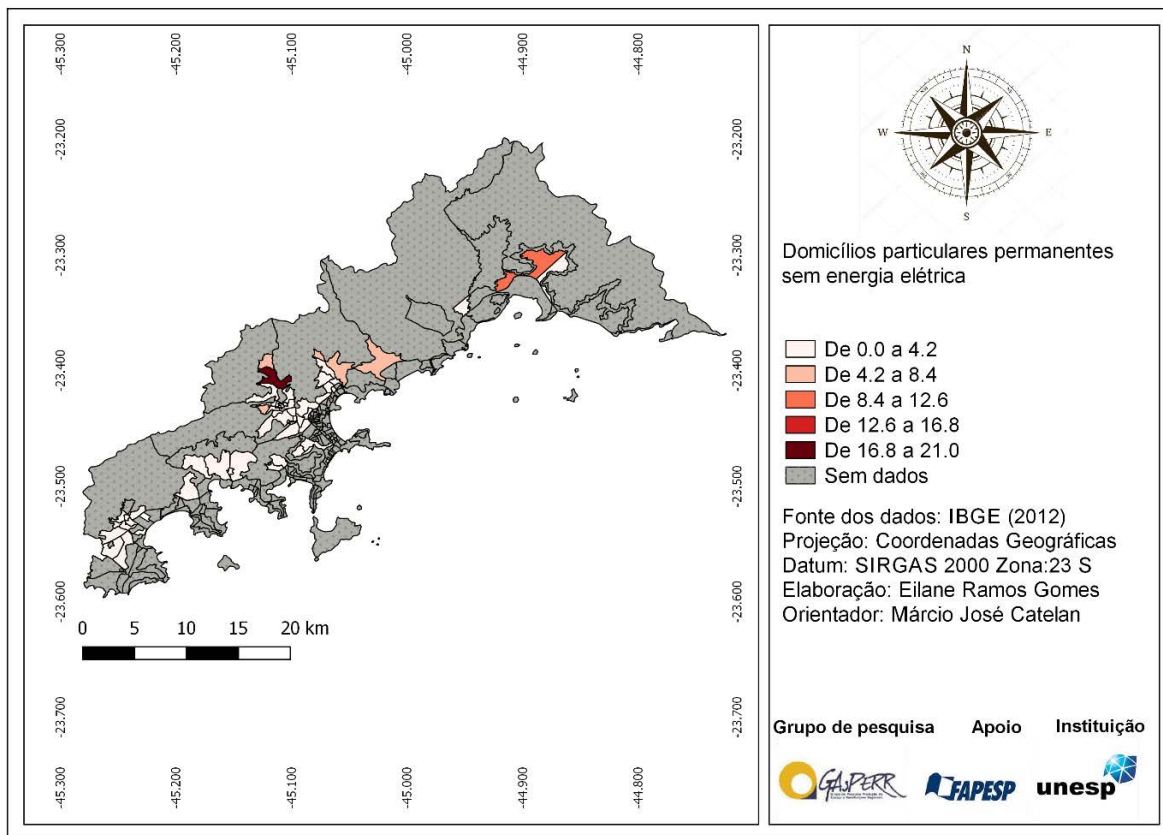 -45.300
-45.200
-45.100
-45.000
-44.900
-44.800
-23.200
-23.200
-23.300
-23.300
-23.400
-23.400
-23.500
-23.500
-23.600
-23.600
-23.700
-23.700
0 5 10 15 20 km
-45.300
-45.200
-45.100
-45.000
-44.900
-44.800
N
W E
S
Domicílios particulares permanentes
sem energia elétrica
De 0.0 a 4.2
De 4.2 a 8.4
De 8.4 a 12.6
De 12.6 a 16.8
De 16.8 a 21.0
Sem dados
Fonte dos dados: IBGE (2012)
Projeção: Coordenadas Geográficas
Datum: SIRGAS 2000 Zona:23 S
Elaboração: Eilane Ramos Gomes
Orientador: Márcio José Catelan
Grupo de pesquisa Apoio Instituição
GAsPERR FAPESP unesp